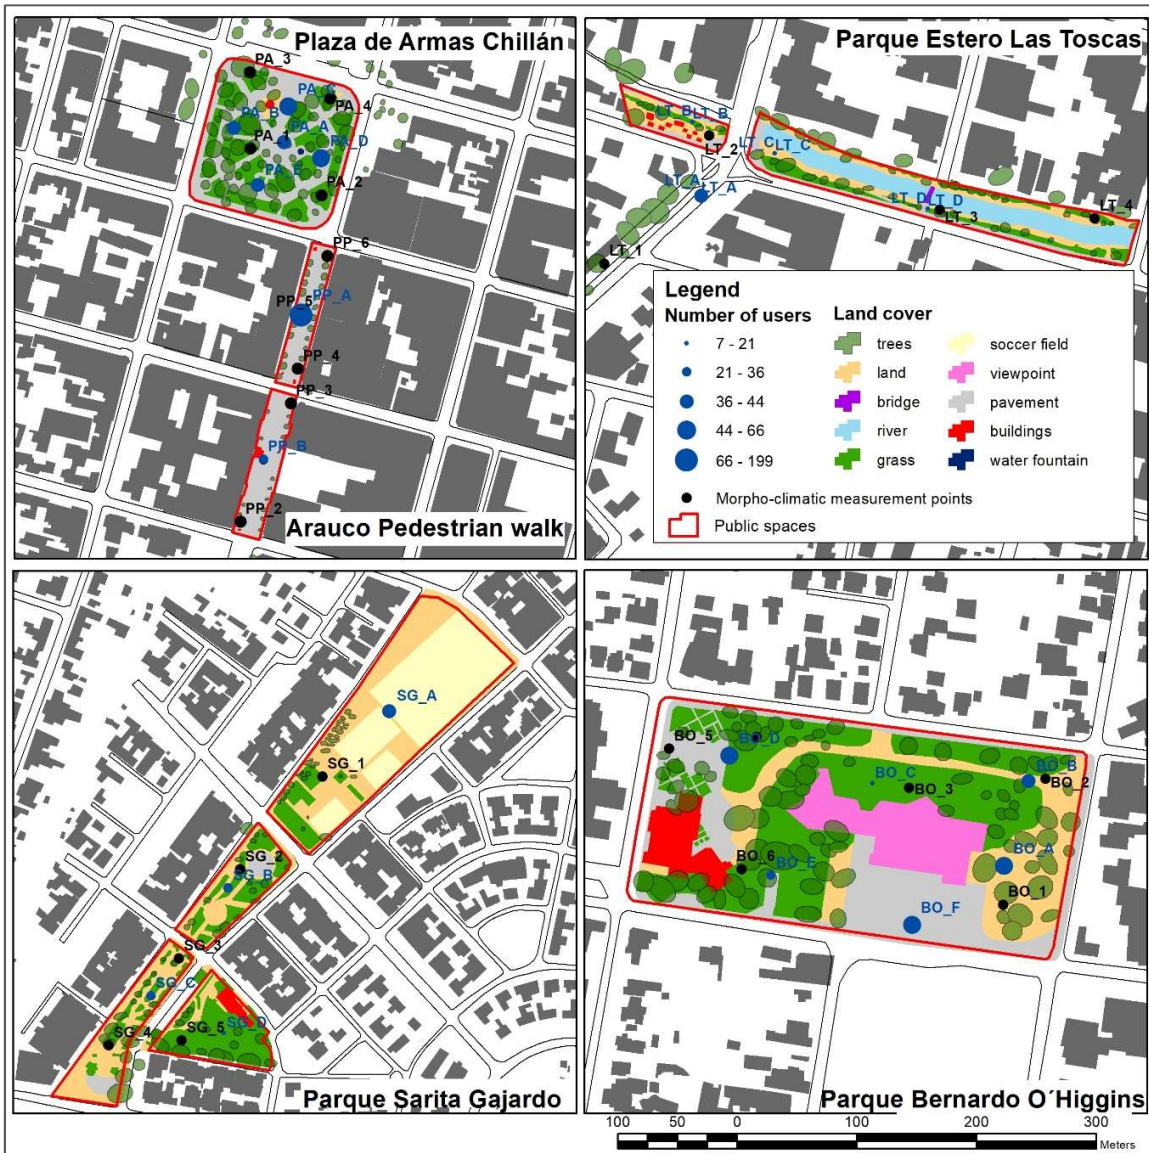 Plaza de Armas Chillán
PA_3
PA_C
PA_4
PA_B
PA_1
PA_A
PA_D
PA_E
PA_2
PP_6
PP_A
PP_5
PP_4
PP_3
PP_B
PP_2
Arauco Pedestrian walk
Parque Estero Las Toscas
LT_B
LT_B
LT_2
LT_C
LT_C
LT_A
LT_A
LT_D
LT_D
LT_3
LT_4
LT_1
Legend
Number of users
7 - 21
21 - 36
36 - 44
44 - 66
66 - 199
Land cover
trees
land
bridge
river
grass
soccer field
viewpoint
pavement
buildings
water fountain
Morpho-climatic measurement points
Public spaces
SG_A
SG_1
SG_2
SG_B
SG_3
SG_C
SG_4
SG_5
SG_D
Parque Sarita Gajardo
BO_5
BO_D
BO_C
BO_3
BO_B
BO_2
BO_6
BO_E
BO_A
BO_1
BO_F
Parque Bernardo O´Higgins
100 50 0 100 200 300
Meters